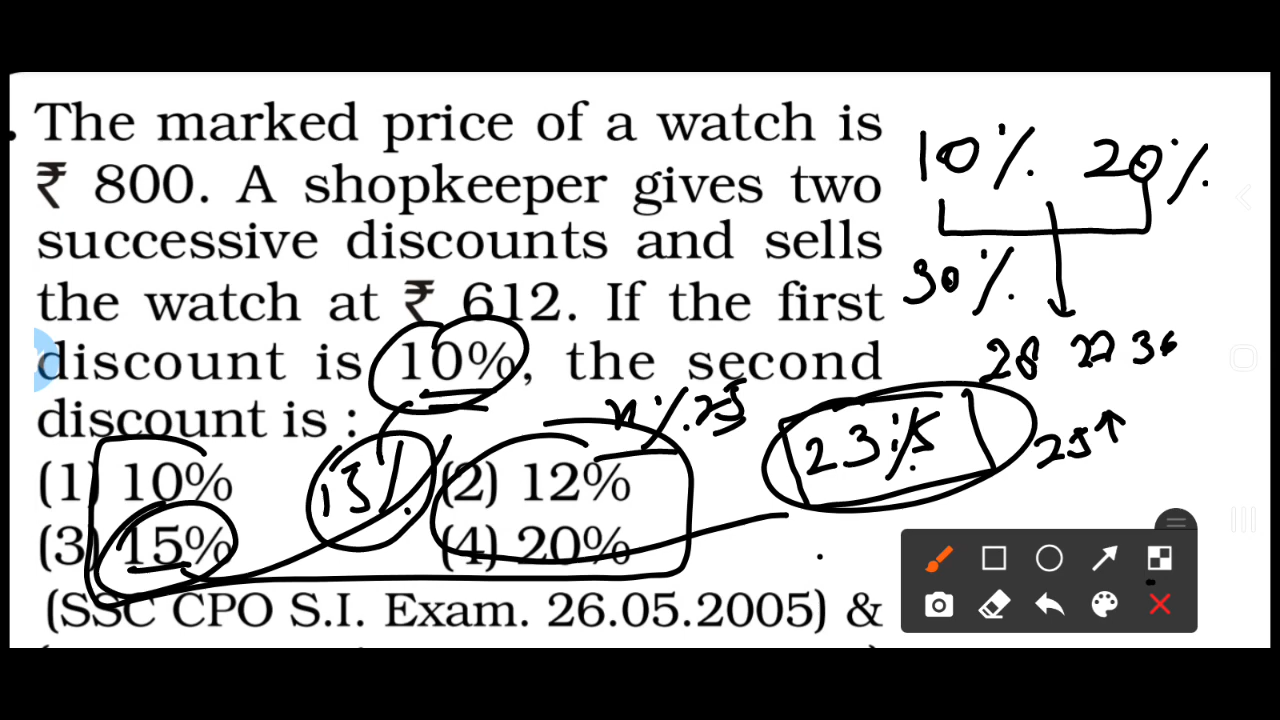 The marked price of a watch is
₹ 800. A shopkeeper gives two
successive discounts and sells
the watch at ₹ 612. If the first
discount is 10%, the second
discount is :
(1) 10% (2) 12%
(3) 15% (4) 20%
(SSC CPO S.I. Exam. 26.05.2005) &
10% 20%
30%
28 22
25↑